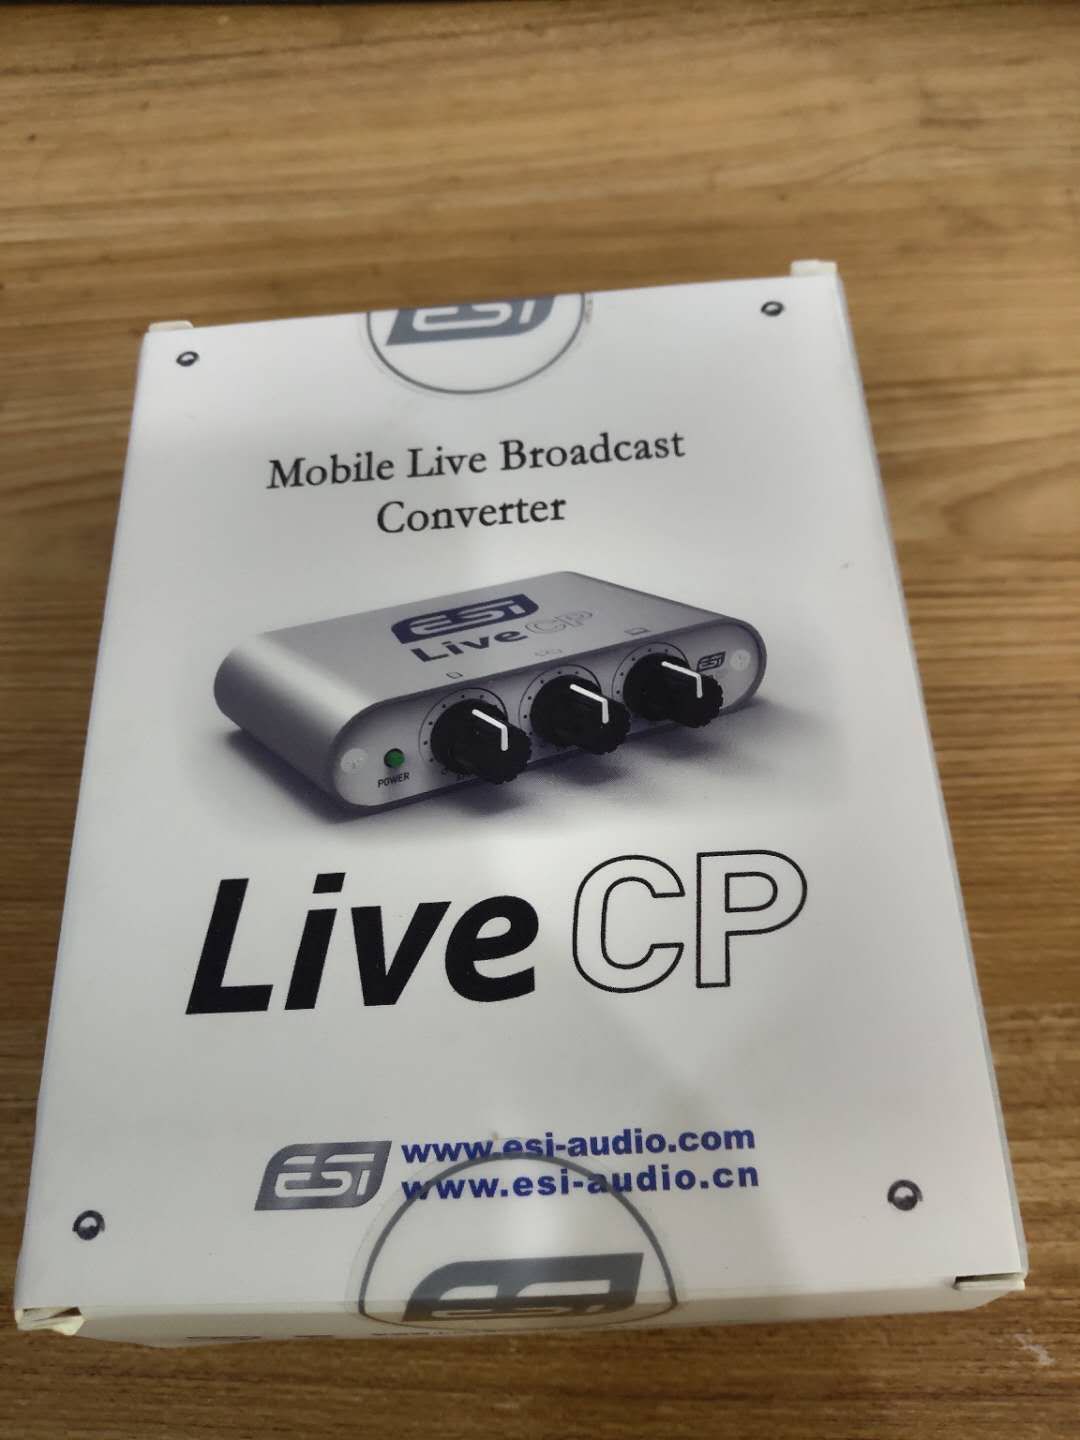 ESI
Mobile Live Broadcast
Converter
ESI
Live CP
ESI
POWER
Live CP
ESI
www.esi-audio.com
www.esi-audio.cn
ESI